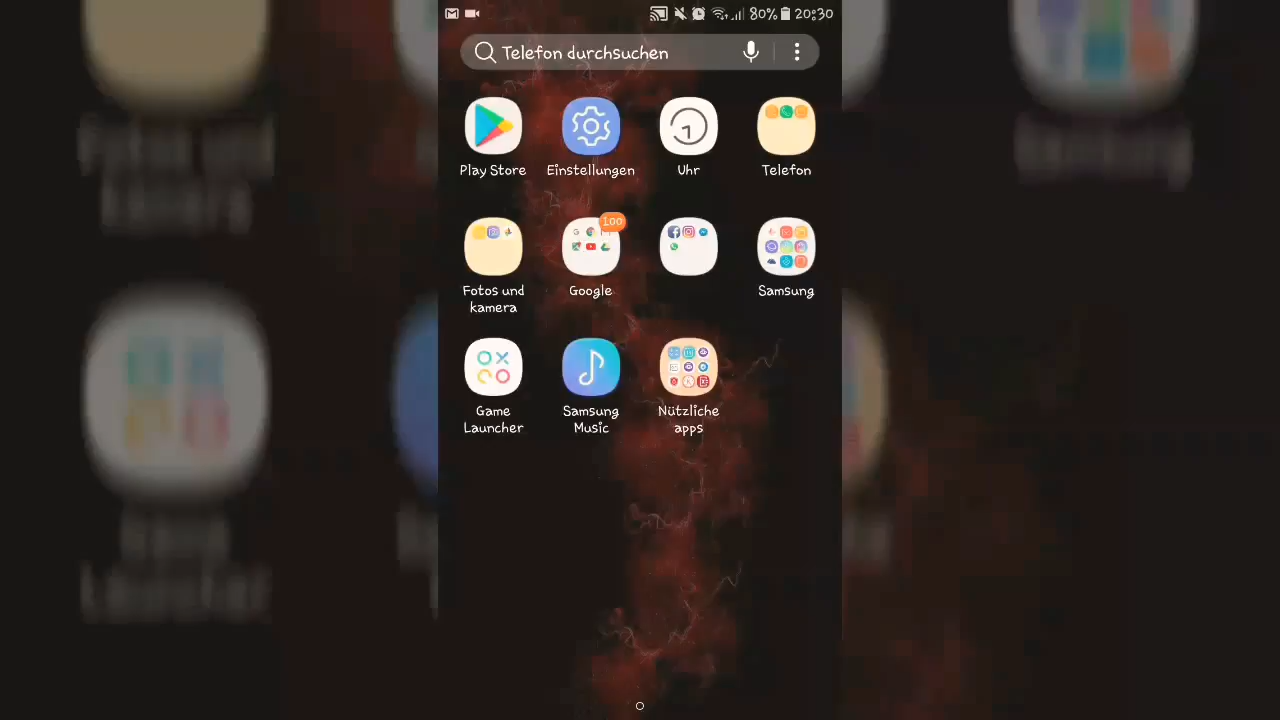 80% 20:30
Telefon durchsuchen
Play Store
Einstellungen
Uhr
Telefon
Fotos und
kamera
100
Google
Samsung
Game
Launcher
Samsung
Music
Nützliche
apps